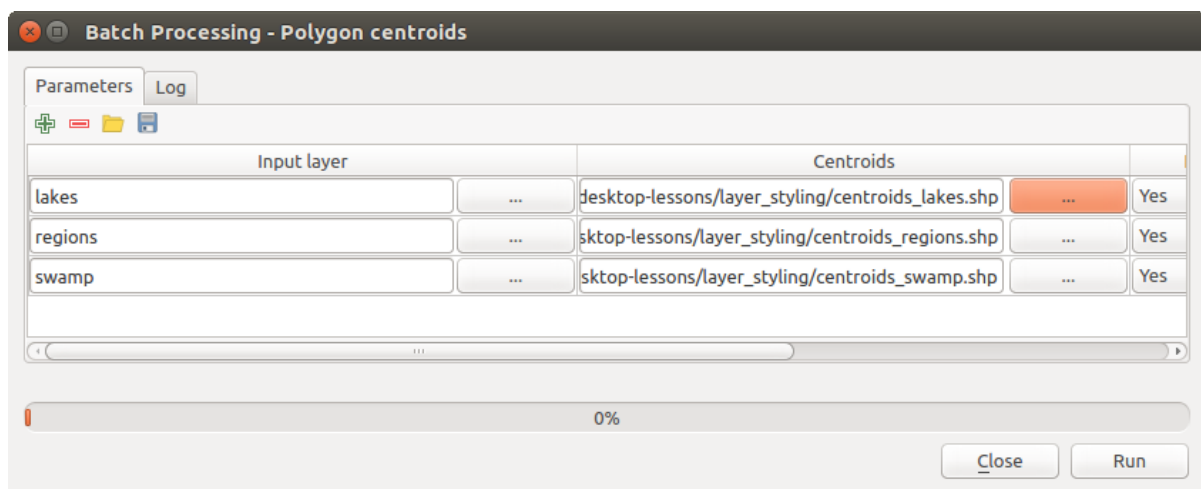 Batch Processing - Polygon centroids
Parameters Log
Input layer Centroids
lakes ... desktop-lessons/layer_styling/centroids_lakes.shp ... Yes
regions ... sktop-lessons/layer_styling/centroids_regions.shp ... Yes
swamp ... sktop-lessons/layer_styling/centroids_swamp.shp ... Yes
0%
Close Run